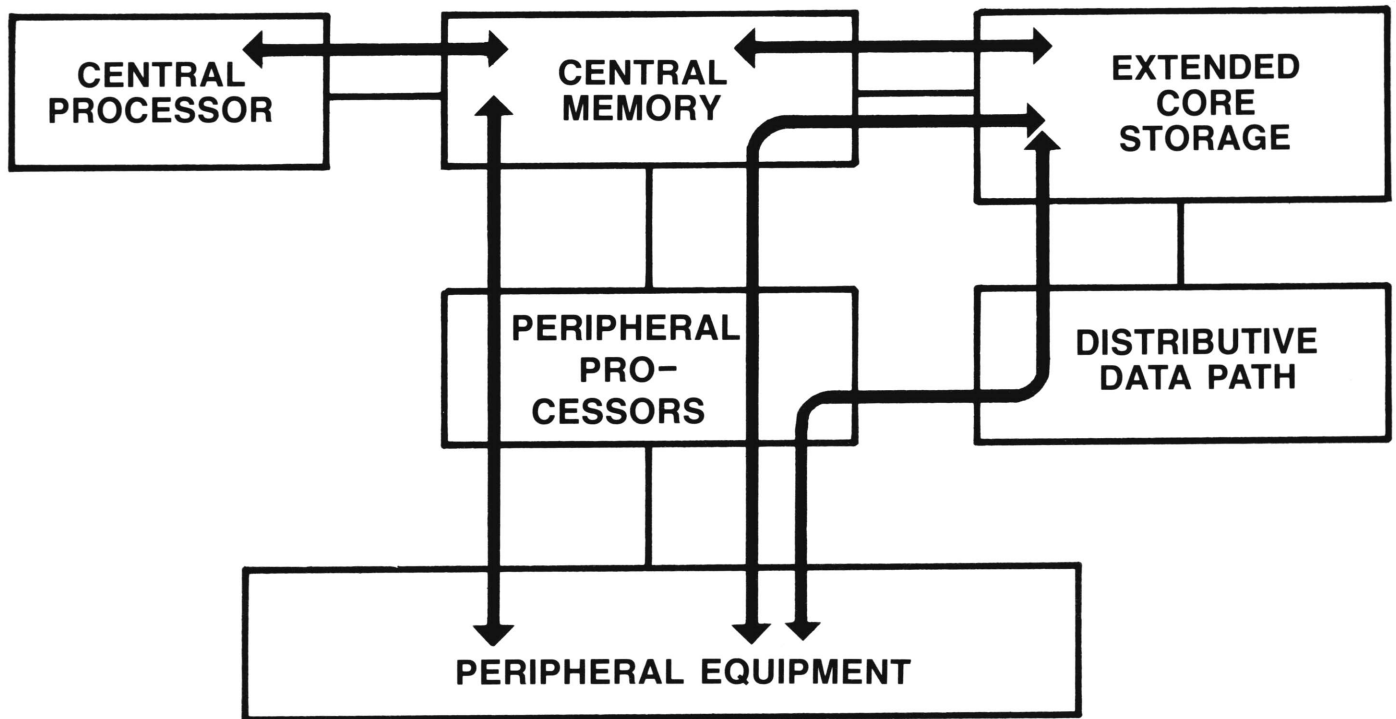 CENTRAL
PROCESSOR
CENTRAL
MEMORY
EXTENDED
CORE
STORAGE
PERIPHERAL
PRO-
CESSORS
DISTRIBUTIVE
DATA PATH
PERIPHERAL EQUIPMENT